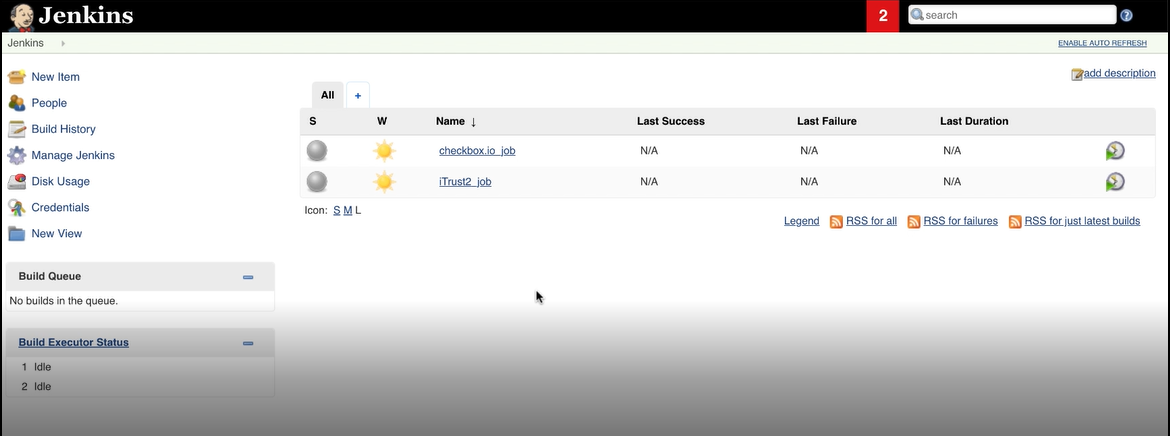 Jenkins
2
search
?
Jenkins
ENABLE AUTO REFRESH
New Item
People
Build History
Manage Jenkins
Disk Usage
Credentials
New View
add description
All +
S W Name ↓ Last Success Last Failure Last Duration
checkbox.io_job N/A N/A N/A
iTrust2_job N/A N/A N/A
Icon: S M L
Legend RSS for all RSS for failures RSS for just latest builds
Build Queue
No builds in the queue.
Build Executor Status
1 Idle
2 Idle